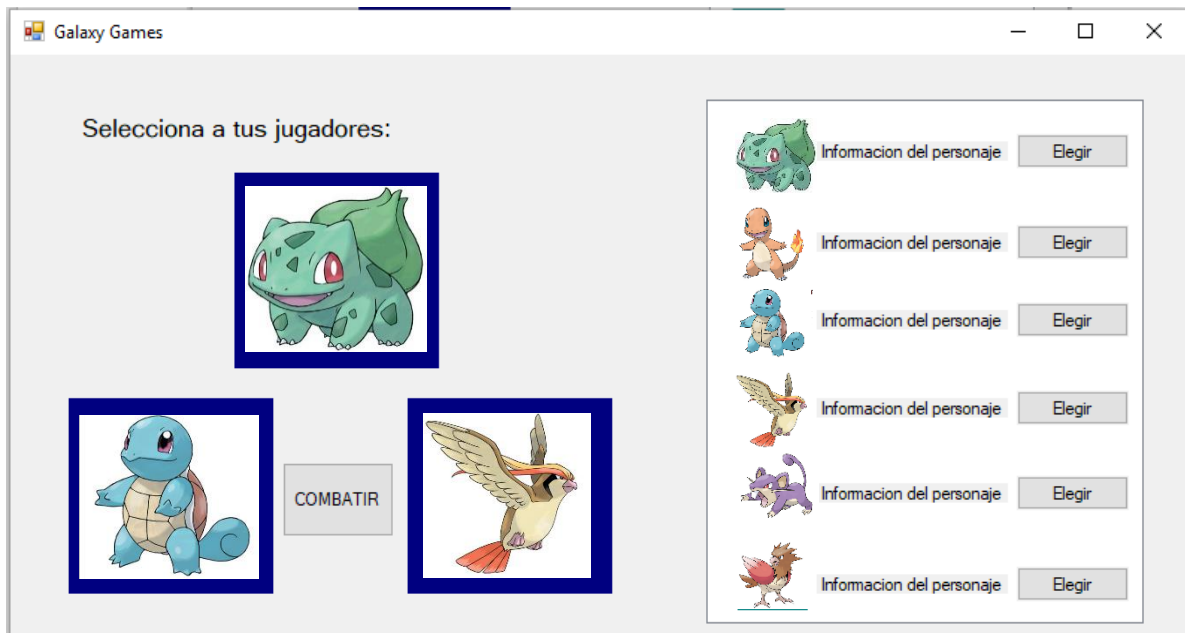 Galaxy Games
Selecciona a tus jugadores:
COMBATIR
Informacion del personaje Elegir
Informacion del personaje Elegir
Informacion del personaje Elegir
Informacion del personaje Elegir
Informacion del personaje Elegir
Informacion del personaje Elegir